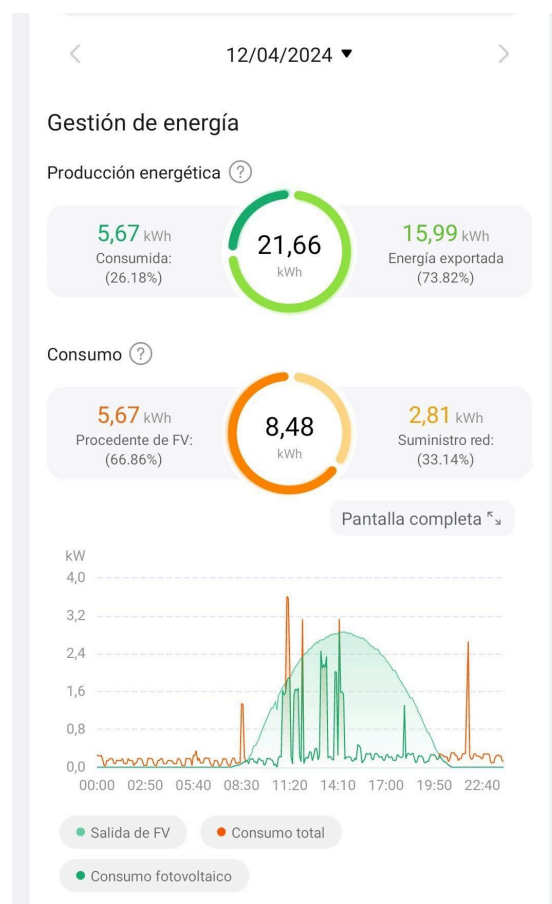 12/04/2024
Gestión de energía
Producción energética ?
5,67 kWh
Consumida:
(26.18%)
21,66
kWh
15,99 kWh
Energía exportada
(73.82%)
Consumo ?
5,67 kWh
Procedente de FV:
(66.86%)
8,48
kWh
2,81 kWh
Suministro red:
(33.14%)
Pantalla completa
kW
4,0
3,2
2,4
1,6
0,8
0,0
00:00 02:50 05:40 08:30 11:20 14:10 17:00 19:50 22:40
Salida de FV
Consumo total
Consumo fotovoltaico